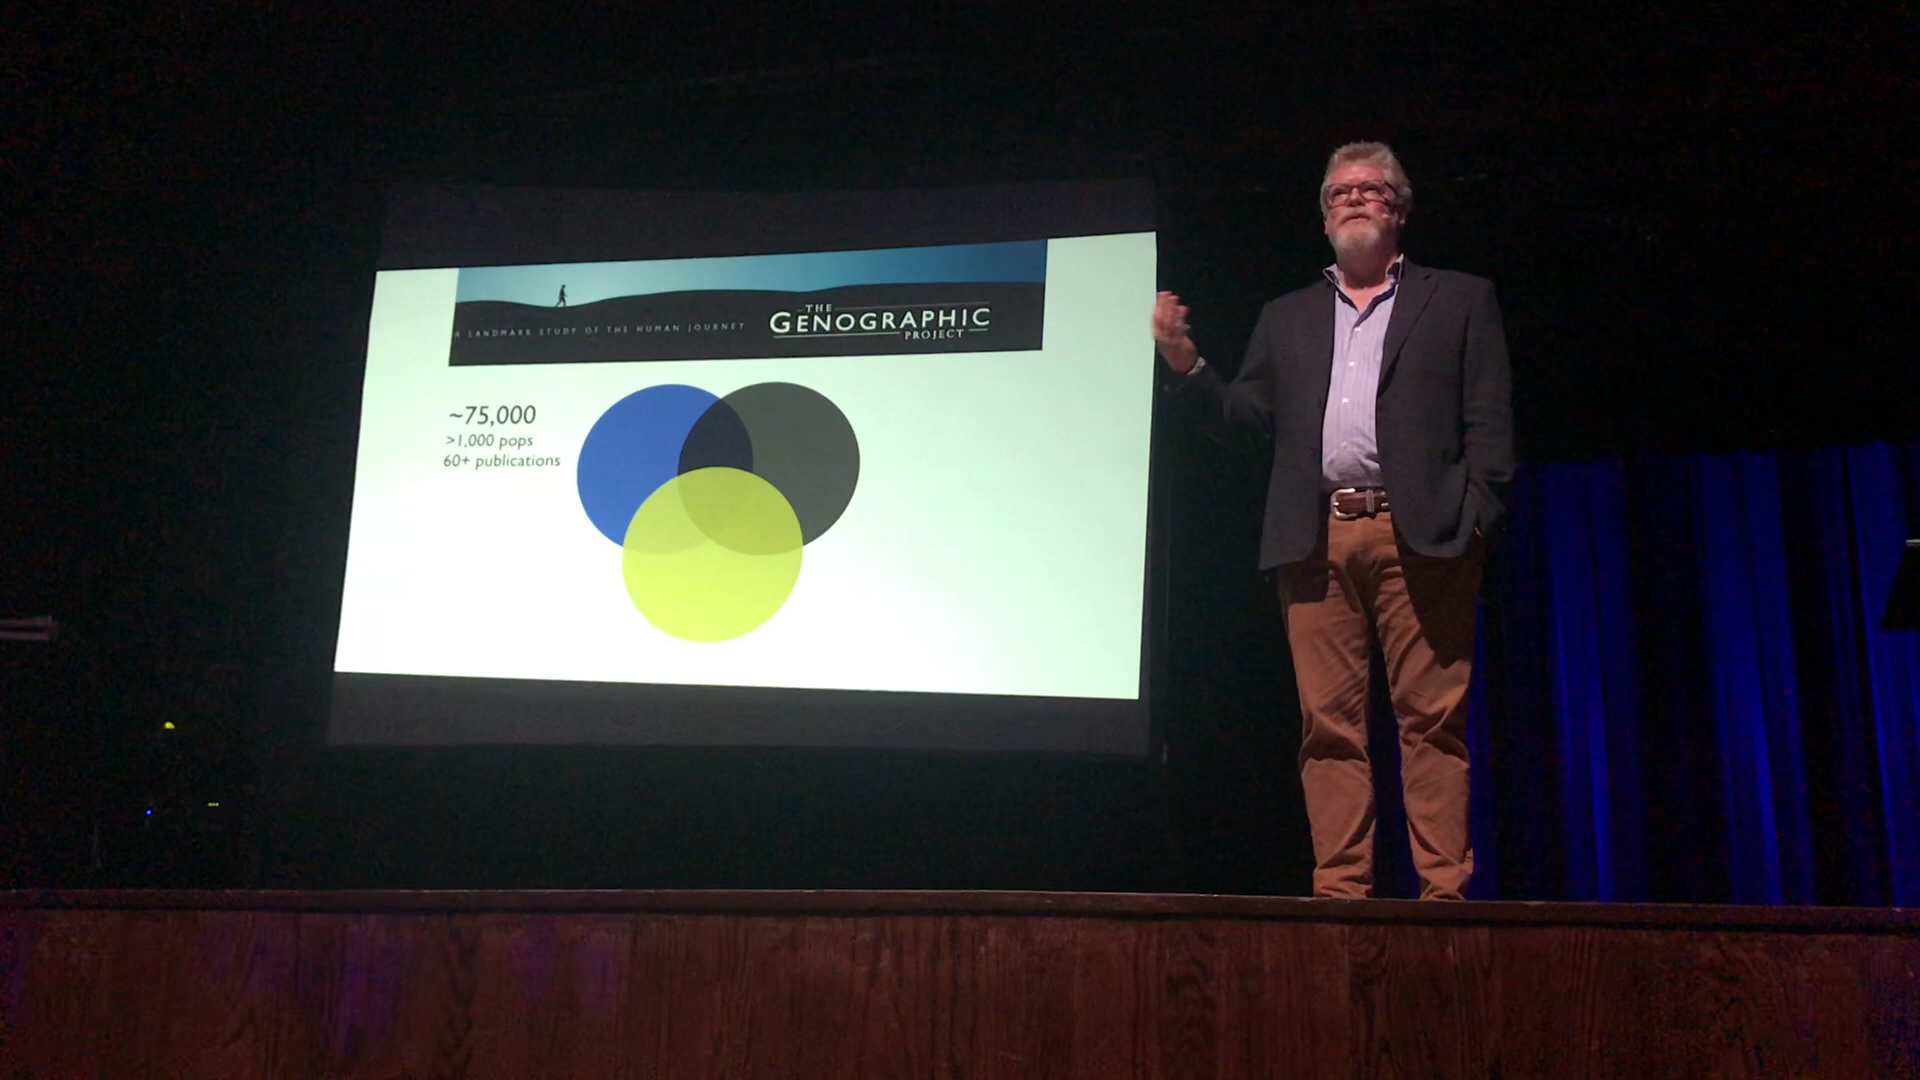 A LANDMARK STUDY OF THE HUMAN JOURNEY
THE
GENOGRAPHIC
PROJECT
~75,000
>1,000 pops
60+ publications